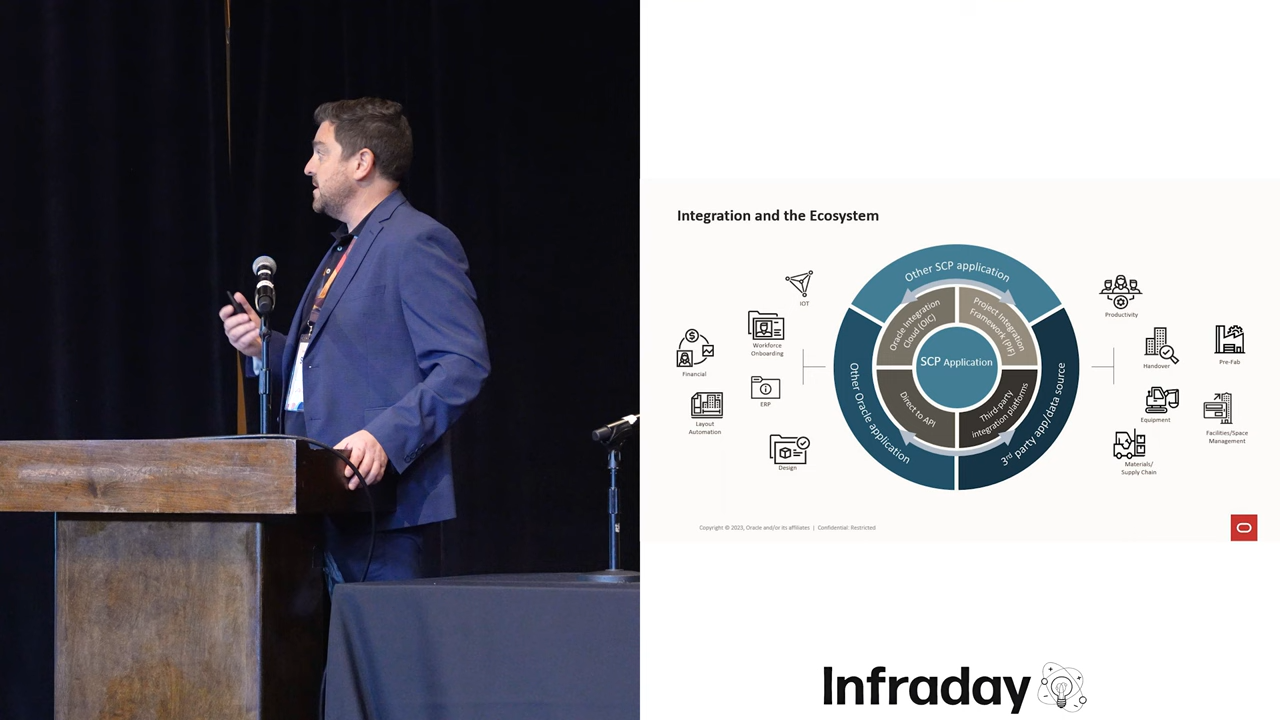 Integration and the Ecosystem
IOT
Workforce
Onboarding
Financial
ERP
Layout
Automation
Design
Other SCP application
Oracle Integration
Cloud (OIC)
Project Integration
Framework (PIF)
SCP Application
Direct to API
Third-party
integration platforms
Other Oracle application
3rd party app/data source
Productivity
Handover
Pre-Fab
Equipment
Facilities/Space
Management
Materials/
Supply Chain
Copyright © 2023, Oracle and/or its affiliates | Confidential: Restricted
Infraday